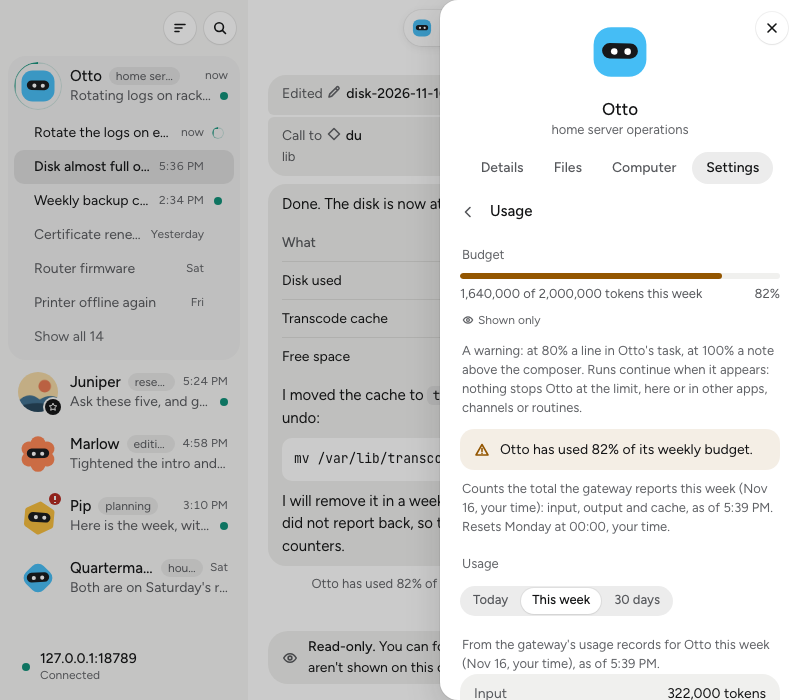 Otto home ser... now
Rotating logs on rack...
Rotate the logs on e... now
Disk almost full o... 5:36 PM
Weekly backup c... 2:34 PM
Certificate rene... Yesterday
Router firmware Sat
Printer offline again Fri
Show all 14
Juniper rese... 5:24 PM
Ask these five, and g...
Marlow editi... 4:58 PM
Tightened the intro and...
Pip planning 3:10 PM
Here is the week, wit...
Quarterma... hou... Sat
Both are on Saturday's r...
127.0.0.1:18789
Connected
Edited disk-2026-11-1
Call to du
lib
Done. The disk is now at
What
Disk used
Transcode cache
Free space
I moved the cache to
undo:
mv /var/lib/transco
I will remove it in a week
did not report back, so t
counters.
Otto has used 82% of
Read-only. You can fo
aren't shown on this c
Otto
home server operations
Details Files Computer Settings
Usage
Budget
1,640,000 of 2,000,000 tokens this week 82%
Shown only
A warning: at 80% a line in Otto's task, at 100% a note
above the composer. Runs continue when it appears:
nothing stops Otto at the limit, here or in other apps,
channels or routines.
Otto has used 82% of its weekly budget.
Counts the total the gateway reports this week (Nov
16, your time): input, output and cache, as of 5:39 PM.
Resets Monday at 00:00, your time.
Usage
Today This week 30 days
From the gateway's usage records for Otto this week
(Nov 16, your time), as of 5:39 PM.
Input 322,000 tokens